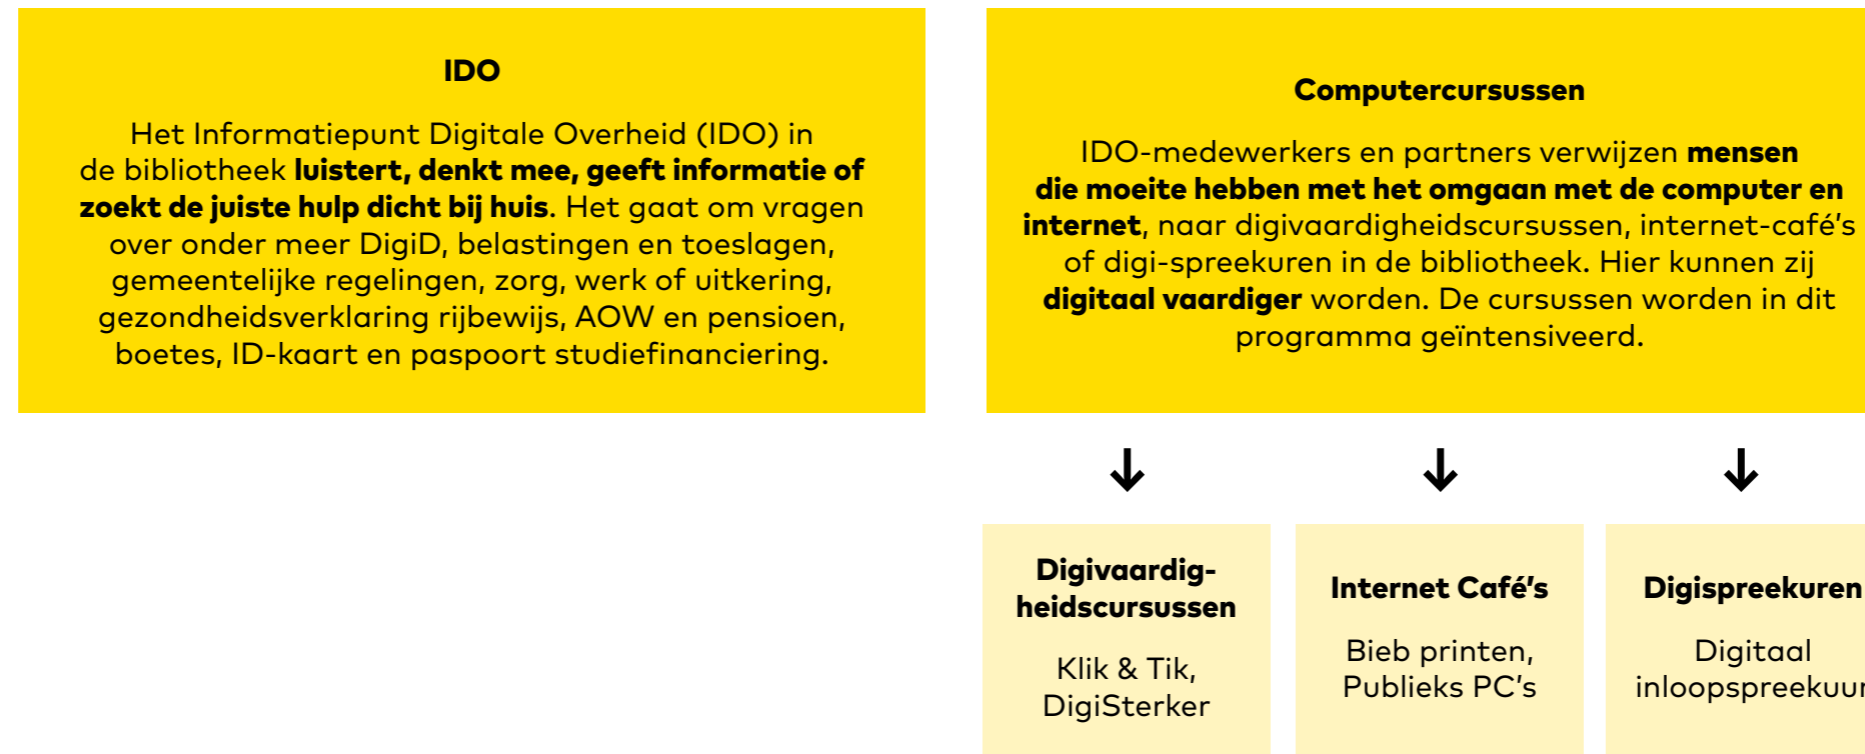 IDO
Het Informatiepunt Digitale Overheid (IDO) in
de bibliotheek luistert, denkt mee, geeft informatie of
zoekt de juiste hulp dicht bij huis. Het gaat om vragen
over onder meer DigiD, belastingen en toeslagen,
gemeentelijke regelingen, zorg, werk of uitkering,
gezondheidsverklaring rijbewijs, AOW en pensioen,
boetes, ID-kaart en paspoort studiefinanciering.
Computercursussen
IDO-medewerkers en partners verwijzen mensen
die moeite hebben met het omgaan met de computer en
internet, naar digivaardigheidscursussen, internet-café's
of digi-spreekuren in de bibliotheek. Hier kunnen zij
digitaal vaardiger worden. De cursussen worden in dit
programma geïntensiveerd.
Digivaardig-
heidscursussen
Klik & Tik,
DigiSterker
Internet Café's
Bieb printen,
Publieks PC's
Digispreekuren
Digitaal
inloopspreekuur